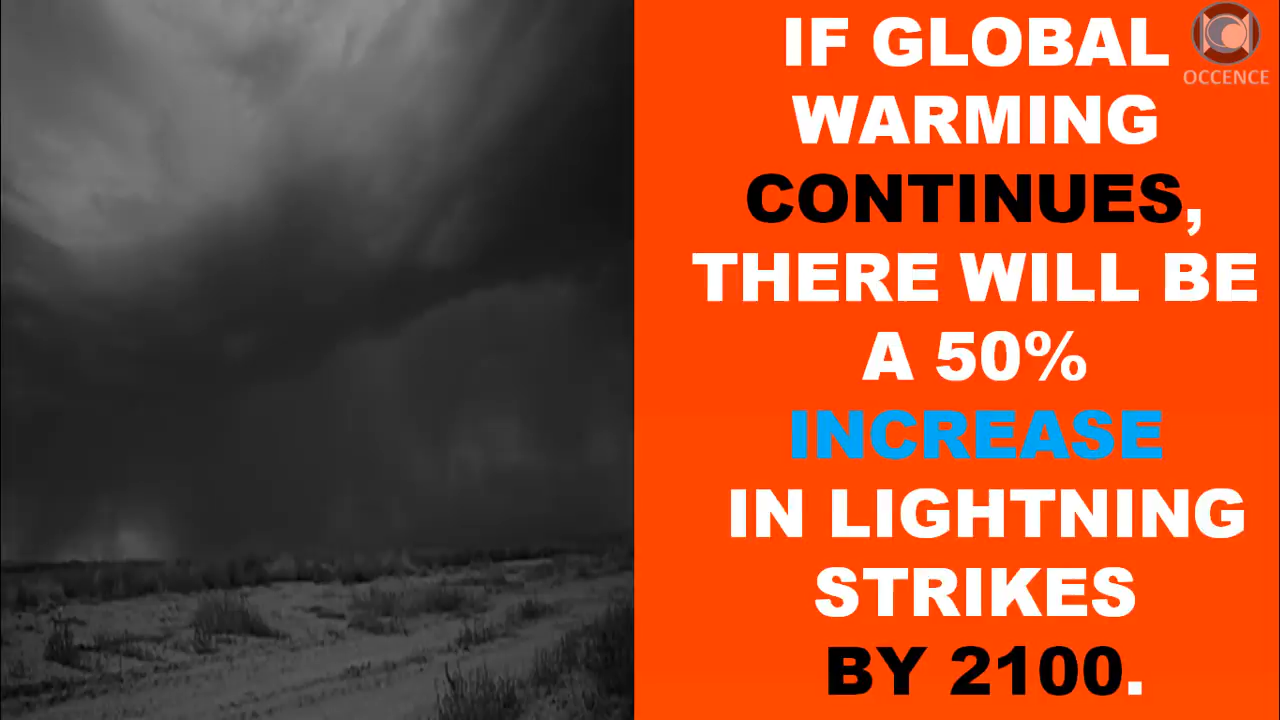 IF GLOBAL
WARMING
CONTINUES,
THERE WILL BE
A 50%
INCREASE
IN LIGHTNING
STRIKES
BY 2100.
OCCENCE